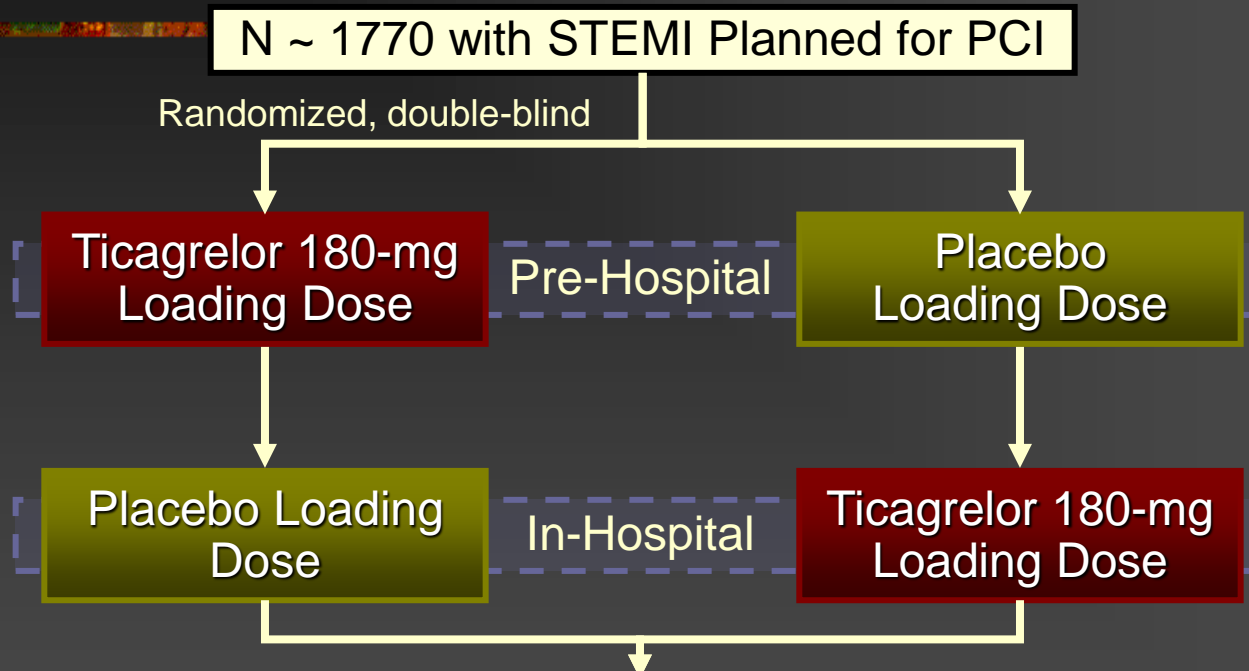 N ~ 1770 with STEMI Planned for PCI
Randomized, double-blind
Ticagrelor 180-mg
Loading Dose
Pre-Hospital
Placebo
Loading Dose
Placebo Loading
Dose
In-Hospital
Ticagrelor 180-mg
Loading Dose